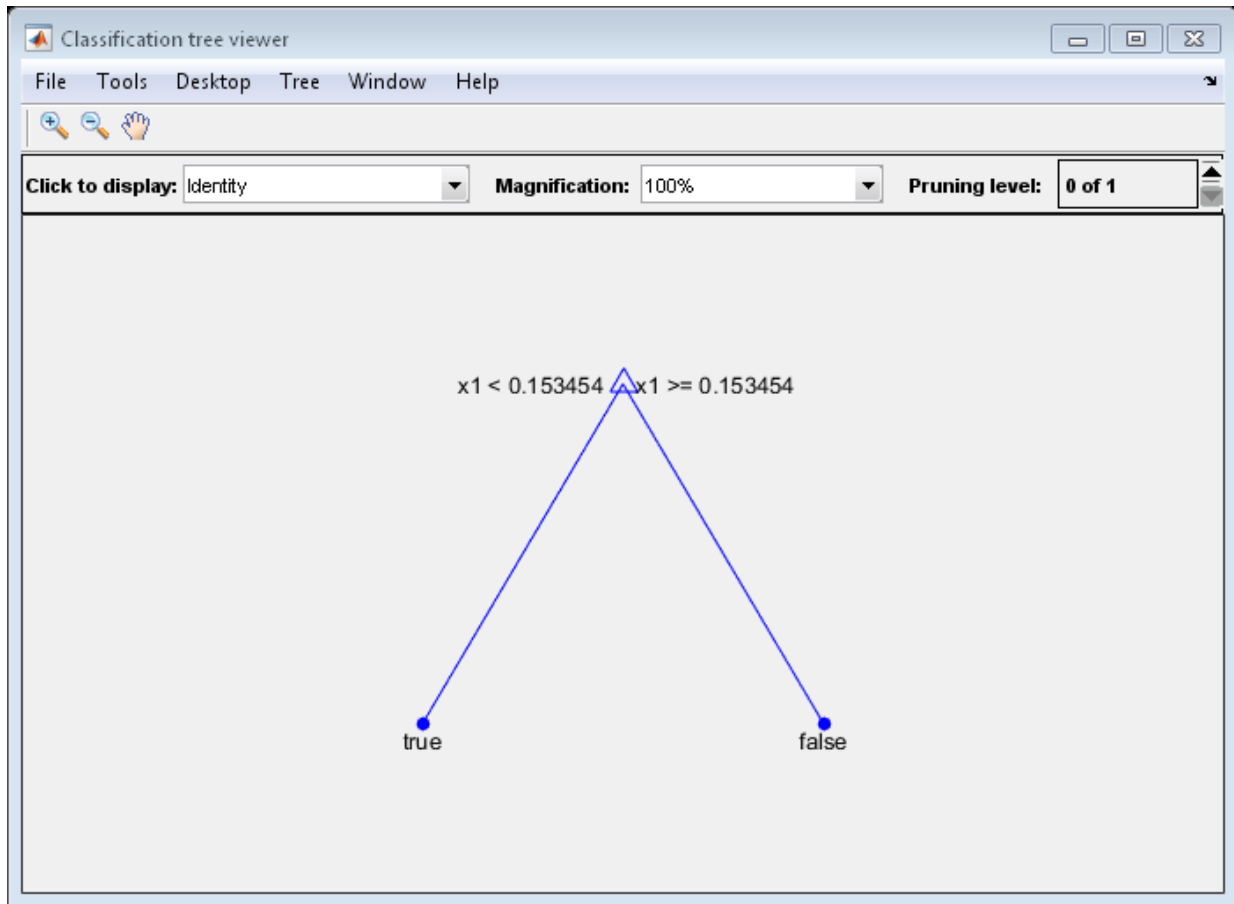 Classification tree viewer
File Tools Desktop Tree Window Help
Click to display: Identity Magnification: 100% Pruning level: 0 of 1
x1 < 0.153454 x1 >= 0.153454
true false